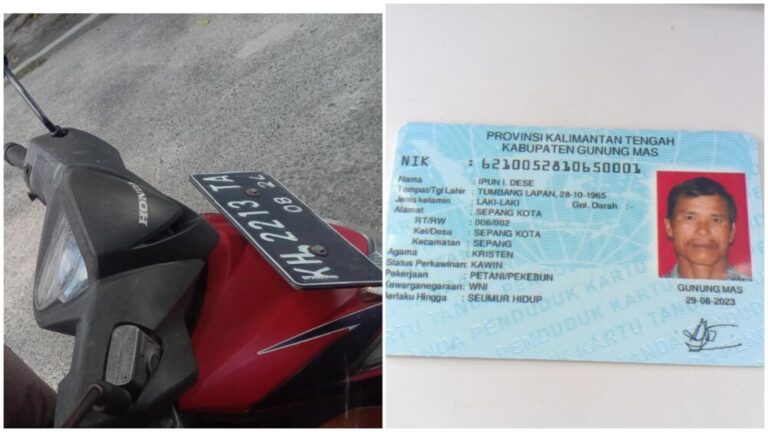 HONDA
KH 2213 TA
08 24
PROVINSI KALIMANTAN TENGAH
KABUPATEN GUNUNG MAS
NIK : 6210052810650001
Nama : IPUN I. DESE
Tempat/Tgl Lahir : TUMBANG LAPAN, 28-10-1965
Jenis kelamin : LAKI-LAKI Gol. Darah : -
Alamat : SEPANG KOTA
RT/RW : 006/002
Kel/Desa : SEPANG KOTA
Kecamatan : SEPANG
Agama : KRISTEN
Status Perkawinan: KAWIN
Pekerjaan : PETANI/PEKEBUN
Kewarganegaraan: WNI
Berlaku Hingga : SEUMUR HIDUP
GUNUNG MAS
29-08-2023